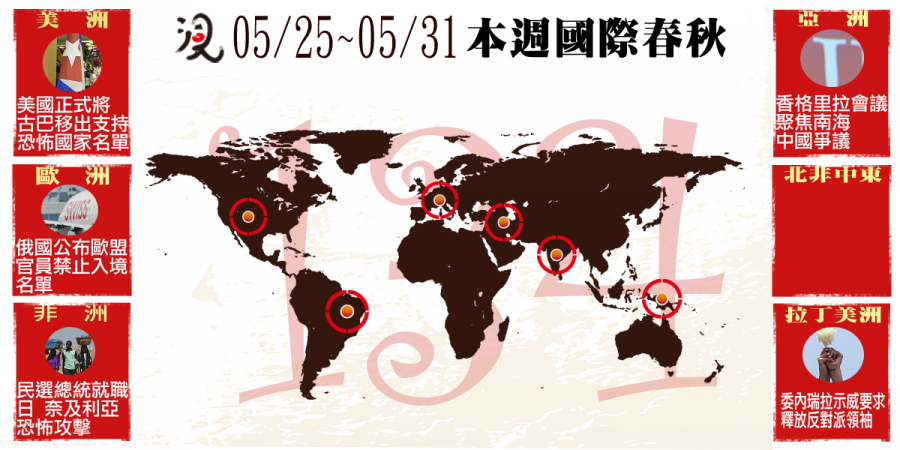 美 洲
美國正式將
古巴移出支持
恐怖國家名單
歐 洲
SWISS
俄國公布歐盟
官員禁止入境
名單
非 洲
民選總統就職
日 奈及利亞
恐怖攻擊
05/25~05/31 本週國際春秋
134
亞 洲
香格里拉會議
聚焦南海
中國爭議
北非中東
拉丁美洲
委內瑞拉示威要求
釋放反對派領袖